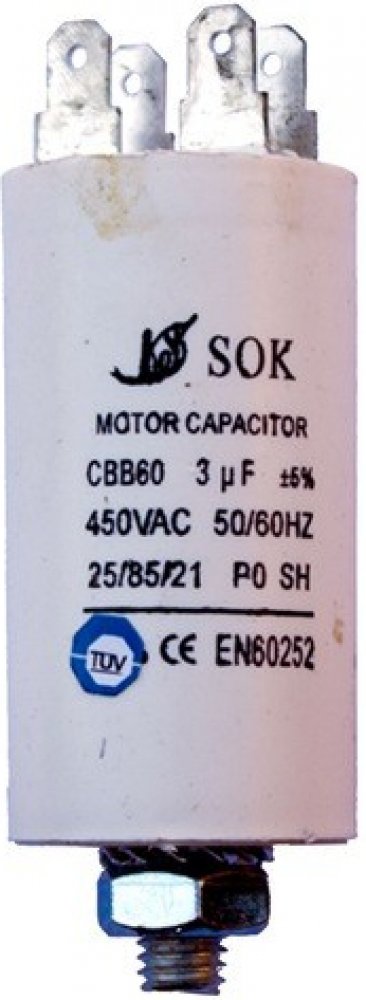 SOK
MOTOR CAPACITOR
CBB60 3 µF ±5%
450VAC 50/60HZ
25/85/21 P0 SH
TÜV CE EN60252